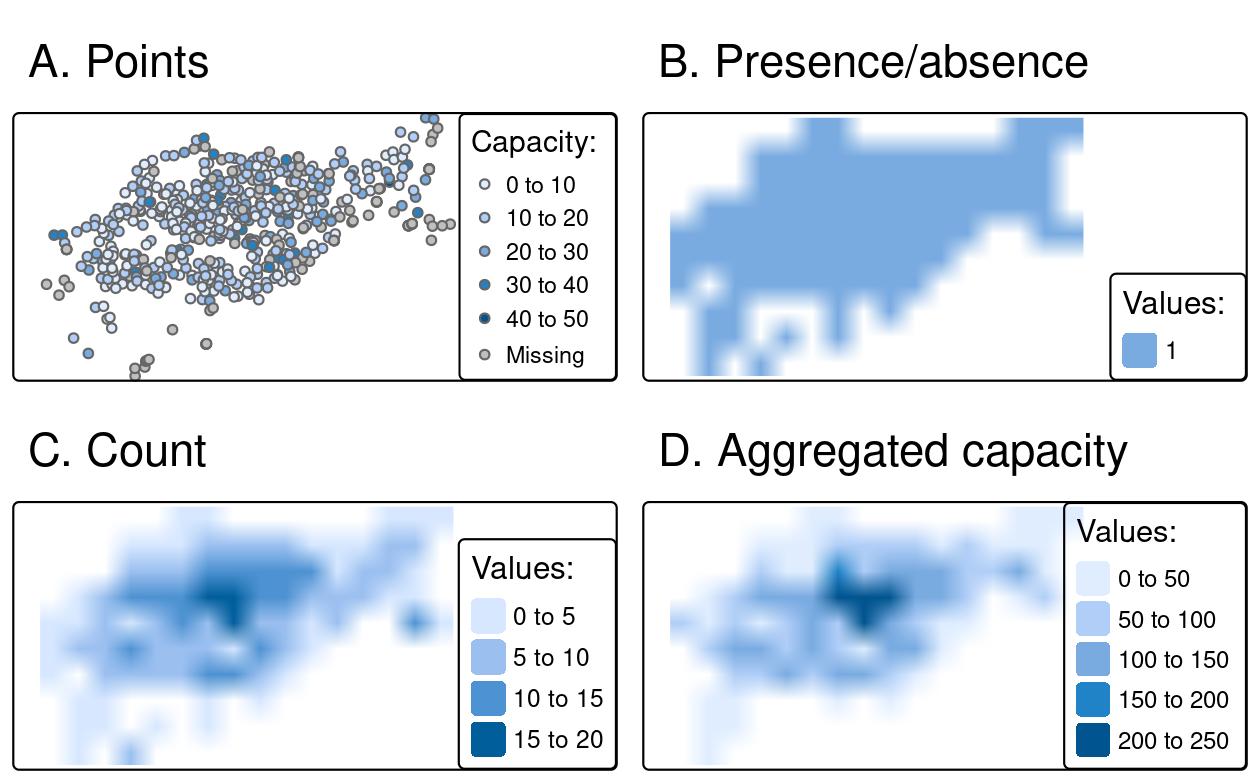 A. Points
Capacity:
0 to 10
10 to 20
20 to 30
30 to 40
40 to 50
Missing
B. Presence/absence
Values:
1
C. Count
Values:
0 to 5
5 to 10
10 to 15
15 to 20
D. Aggregated capacity
Values:
0 to 50
50 to 100
100 to 150
150 to 200
200 to 250